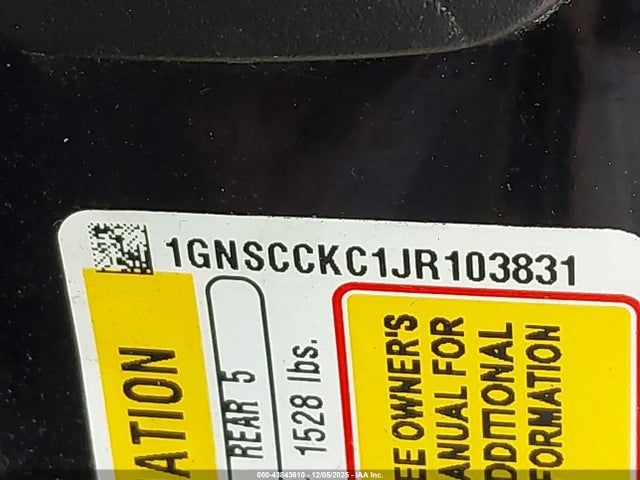 1GNSCCKC1JR103831
ATION
REAR 5
1528 lbs.
EE OWNER'S
ANUAL FOR
DDITIONAL
FORMATION
000-43843610 - 12/05/2025 - IAA Inc.